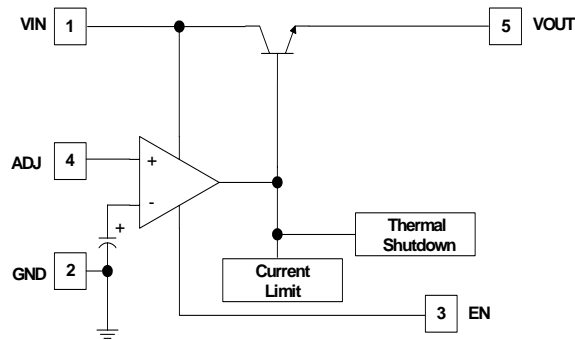 VIN 1 5 VOUT
ADJ 4 +
-
+
Thermal
Shutdown
GND 2
Current
Limit
3 EN